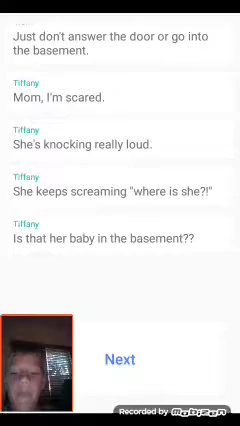 Just don't answer the door or go into
the basement.
Tiffany
Mom, I'm scared.
Tiffany
She's knocking really loud.
Tiffany
She keeps screaming "where is she?!"
Tiffany
Is that her baby in the basement??
Next
Recorded by mobizen